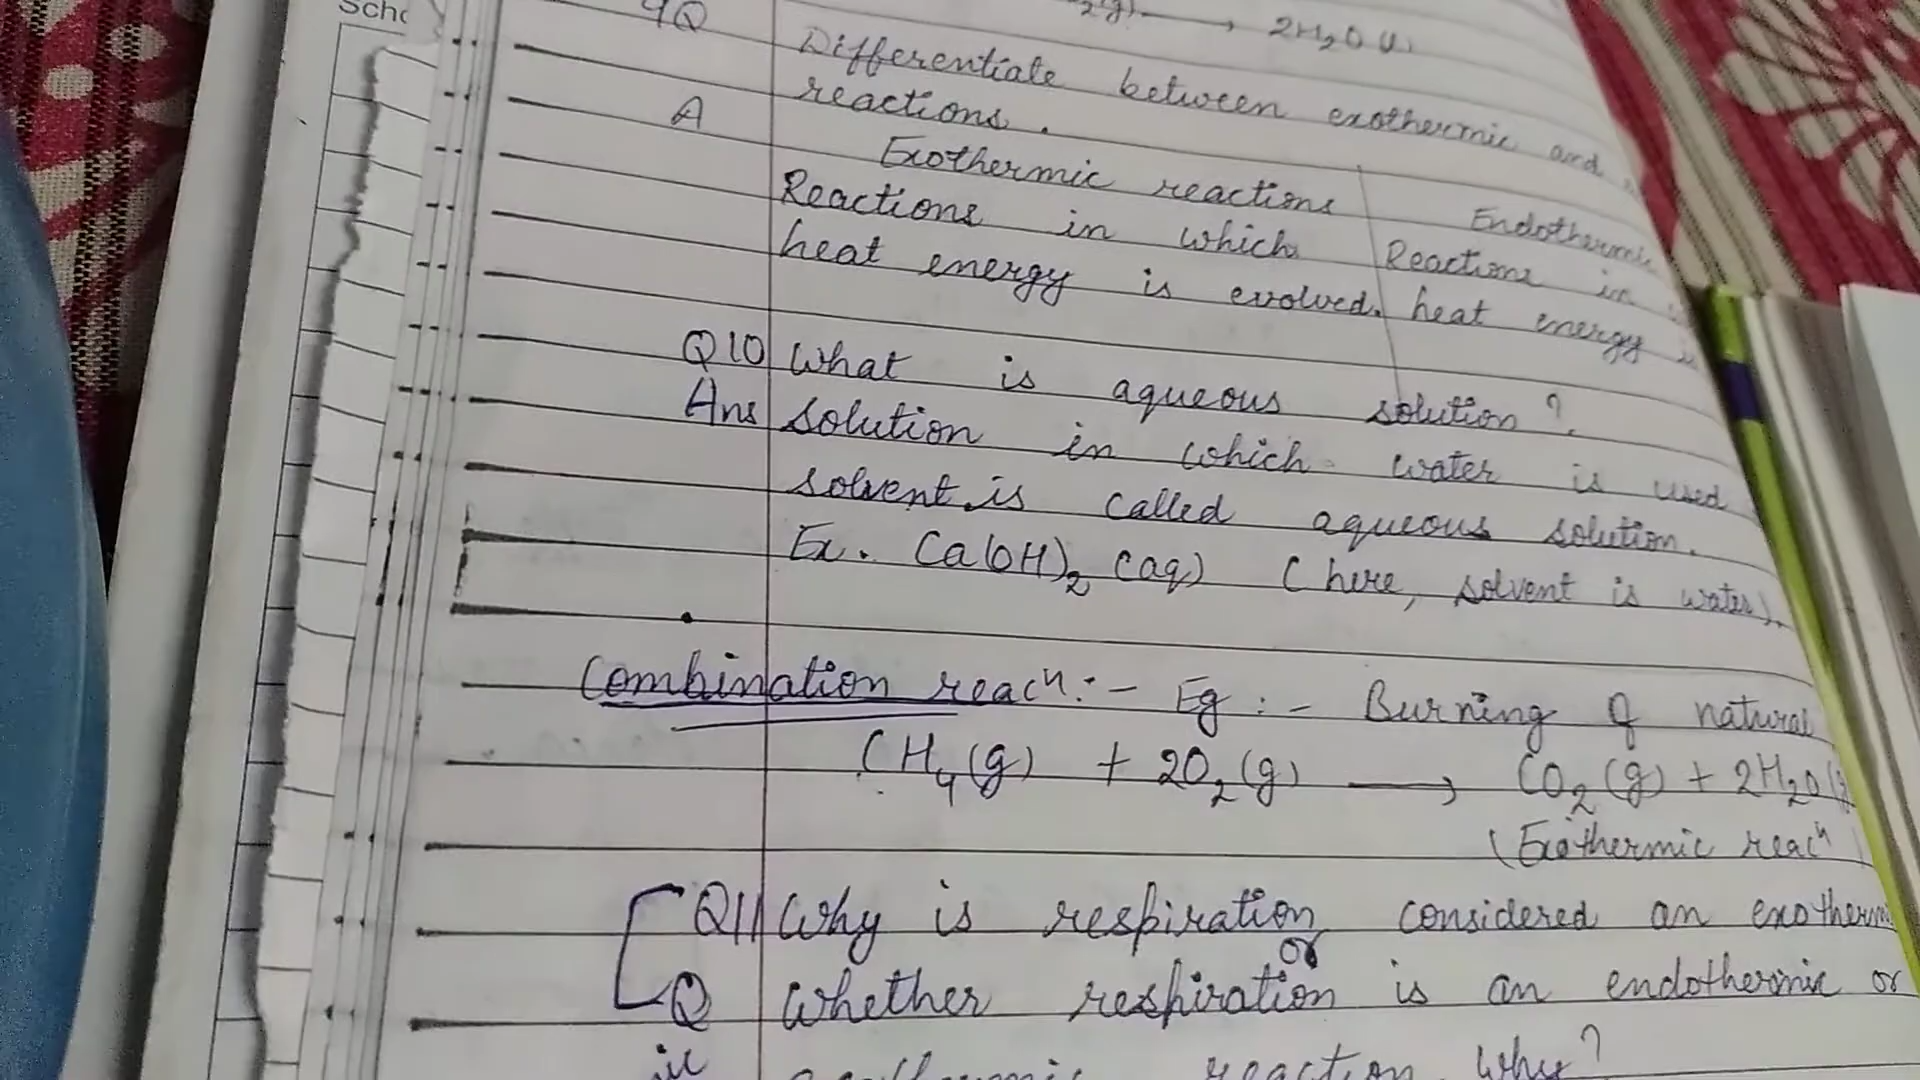 Scho
9Q
2(g) → 2H2O (l)
Differentiate between exothermic and
reactions.
A
Exothermic reactions
Endothermic
Reactions in which
Reactions in
heat energy is evolved.
heat energy
Q10 What is aqueous solution?
Ans solution in which water is used
solvent is called aqueous solution.
Ex. Ca(OH)2 (aq) (here, solvent is water).
Combination reacn :- Eg :- Burning of natural
CH4(g) + 2O2(g) → CO2(g) + 2H2O(g
(Exothermic reacn
Q11 Why is respiration considered an exotherm
or
Q Whether respiration is an endothermic or
reaction. Why?